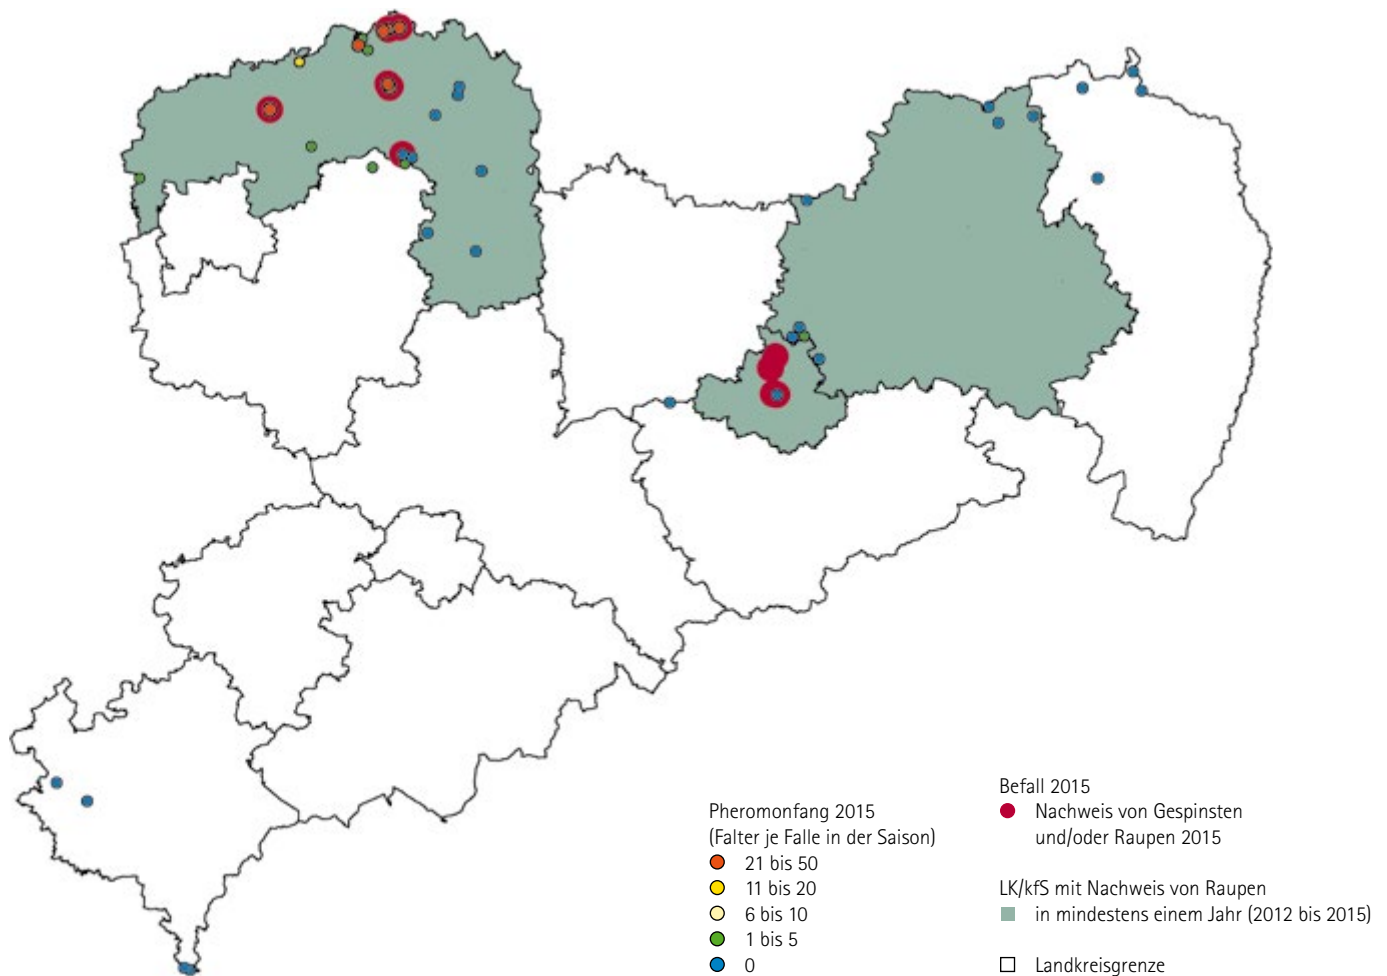 Pheromonfang 2015
(Falter je Falle in der Saison)
21 bis 50
11 bis 20
6 bis 10
1 bis 5
0
Befall 2015
Nachweis von Gespinsten
und/oder Raupen 2015
LK/kfS mit Nachweis von Raupen
in mindestens einem Jahr (2012 bis 2015)
Landkreisgrenze